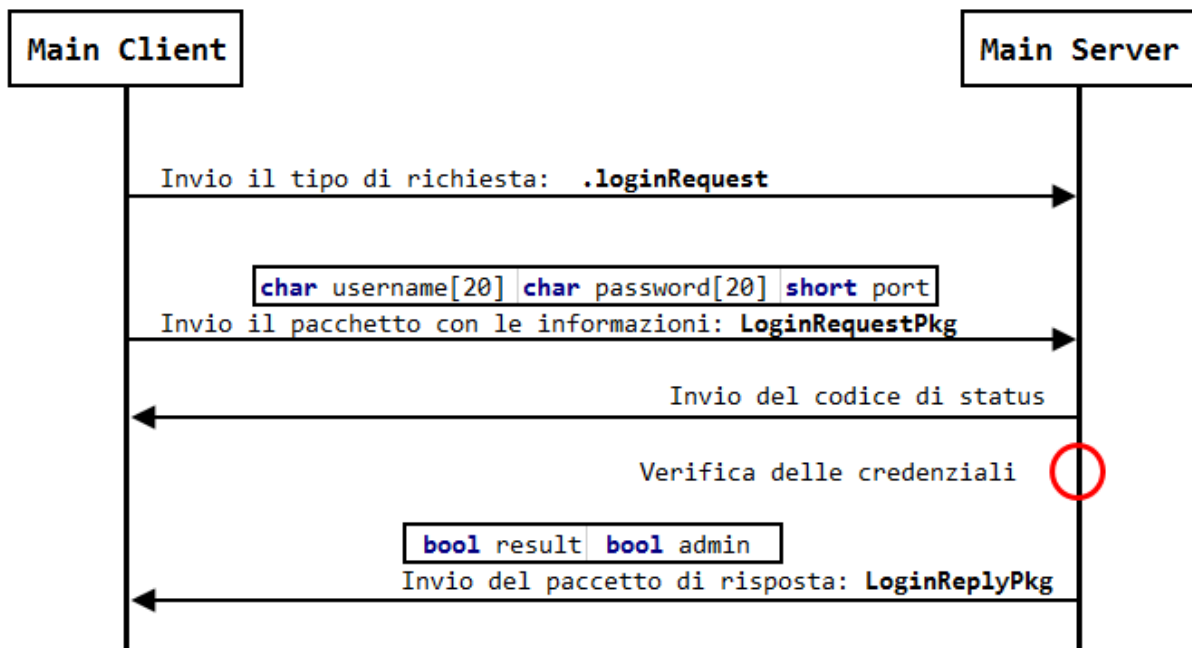 Main Client
Main Server
Invio il tipo di richiesta: .loginRequest
char username[20] char password[20] short port
Invio il pacchetto con le informazioni: LoginRequestPkg
Invio del codice di status
Verifica delle credenziali
bool result bool admin
Invio del paccetto di risposta: LoginReplyPkg